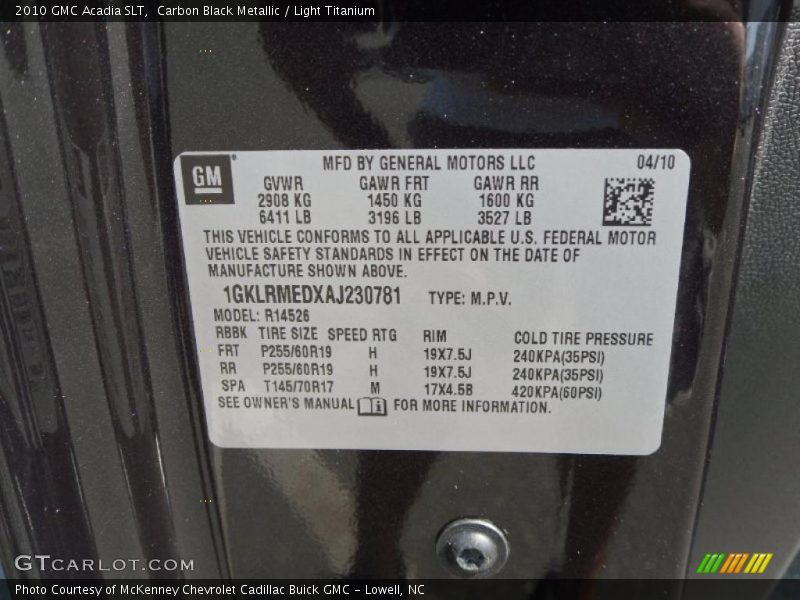 2010 GMC Acadia SLT,  Carbon Black Metallic / Light Titanium
GM
MFD BY GENERAL MOTORS LLC 04/10
GVWR GAWR FRT GAWR RR
2908 KG 1450 KG 1600 KG
6411 LB 3196 LB 3527 LB
THIS VEHICLE CONFORMS TO ALL APPLICABLE U.S. FEDERAL MOTOR
VEHICLE SAFETY STANDARDS IN EFFECT ON THE DATE OF
MANUFACTURE SHOWN ABOVE.
1GKLRMEDXAJ230781 TYPE: M.P.V.
MODEL: R14526
RBBK TIRE SIZE SPEED RTG RIM COLD TIRE PRESSURE
FRT P255/60R19 H 19X7.5J 240KPA(35PSI)
RR P255/60R19 H 19X7.5J 240KPA(35PSI)
SPA T145/70R17 M 17X4.5B 420KPA(60PSI)
SEE OWNER'S MANUAL FOR MORE INFORMATION.
GTCARLOT.COM
Photo Courtesy of McKenney Chevrolet Cadillac Buick GMC - Lowell, NC